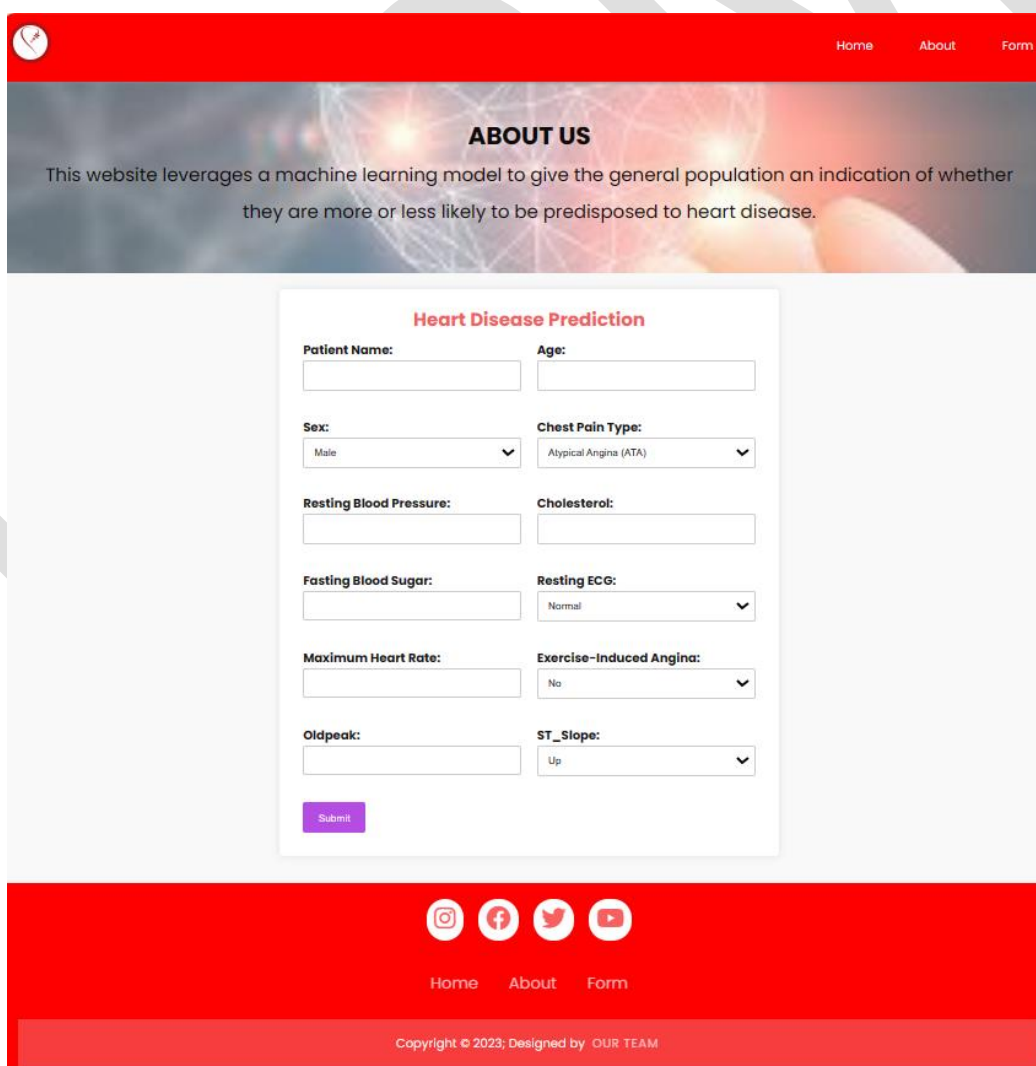 Home About Form
ABOUT US
This website leverages a machine learning model to give the general population an indication of whether
they are more or less likely to be predisposed to heart disease.
Heart Disease Prediction
Patient Name: Age:
Sex: Chest Pain Type:
Male Atypical Angina (ATA)
Resting Blood Pressure: Cholesterol:
Fasting Blood Sugar: Resting ECG:
Normal
Maximum Heart Rate: Exercise-Induced Angina:
No
Oldpeak: ST_Slope:
Up
Submit
Home About Form
Copyright © 2023; Designed by OUR TEAM